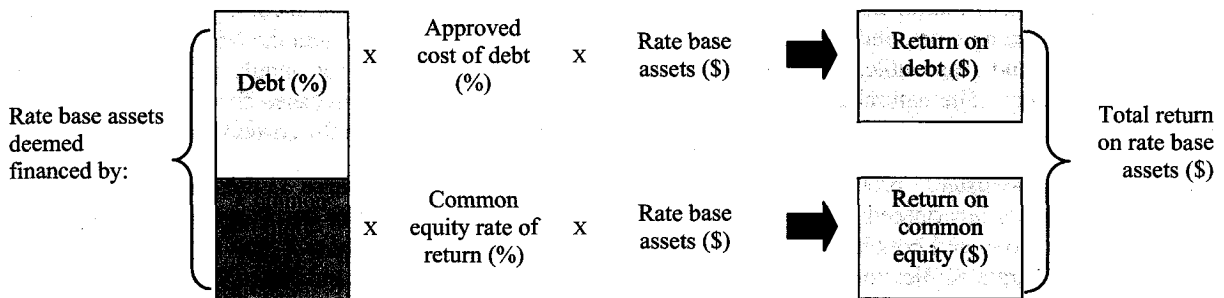 Rate base assets
deemed
financed by:
Debt (%)
x
Approved
cost of debt
(%)
x
Rate base
assets ($)
Return on
debt ($)
x
Common
equity rate of
return (%)
x
Rate base
assets ($)
Return on
common
equity ($)
Total return
on rate base
assets ($)